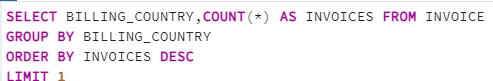 SELECT BILLING_COUNTRY,COUNT(*) AS INVOICES FROM INVOICE
GROUP BY BILLING_COUNTRY
ORDER BY INVOICES DESC
LIMIT 1